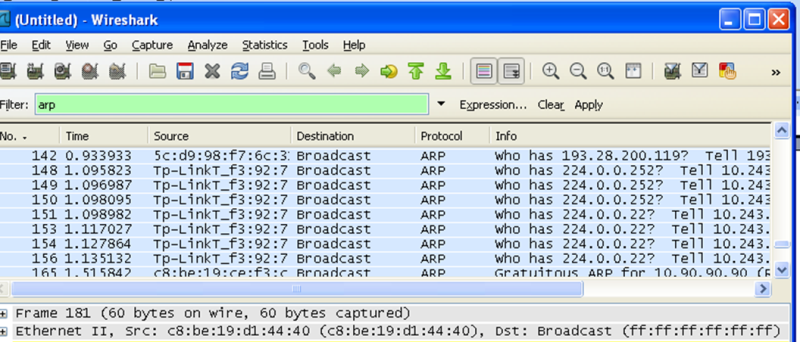 (Untitled) - Wireshark
File Edit View Go Capture Analyze Statistics Tools Help
Filter: arp Expression... Clear Apply
No. Time Source Destination Protocol Info
142 0.933933 5c:d9:98:f7:6c:3 Broadcast ARP who has 193.28.200.119? Tell 193
148 1.095823 Tp-LinkT_f3:92:7 Broadcast ARP who has 224.0.0.252? Tell 10.243.
149 1.096987 Tp-LinkT_f3:92:7 Broadcast ARP who has 224.0.0.252? Tell 10.243.
150 1.098095 Tp-LinkT_f3:92:7 Broadcast ARP who has 224.0.0.252? Tell 10.243.
151 1.098982 Tp-LinkT_f3:92:7 Broadcast ARP who has 224.0.0.22? Tell 10.243.
153 1.117027 Tp-LinkT_f3:92:7 Broadcast ARP who has 224.0.0.22? Tell 10.243.
154 1.127864 Tp-LinkT_f3:92:7 Broadcast ARP who has 224.0.0.22? Tell 10.243.
156 1.135132 Tp-LinkT_f3:92:7 Broadcast ARP who has 224.0.0.22? Tell 10.243.
165 1.515842 c8:be:19:ce:f3:c Broadcast ARP Gratuitous ARP for 10.90.90.90 (R
Frame 181 (60 bytes on wire, 60 bytes captured)
Ethernet II, Src: c8:be:19:d1:44:40 (c8:be:19:d1:44:40), Dst: Broadcast (ff:ff:ff:ff:ff:ff)